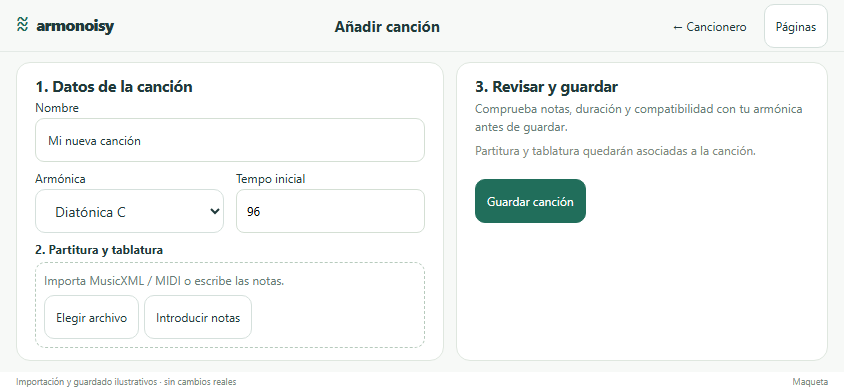 armonoisy
Añadir canción
← Cancionero
Páginas
1. Datos de la canción
Nombre
Mi nueva canción
Armónica
Tempo inicial
Diatónica C
96
2. Partitura y tablatura
Importa MusicXML / MIDI o escribe las notas.
Elegir archivo
Introducir notas
3. Revisar y guardar
Comprueba notas, duración y compatibilidad con tu armónica
antes de guardar.
Partitura y tablatura quedarán asociadas a la canción.
Guardar canción
Importación y guardado ilustrativos · sin cambios reales
Maqueta